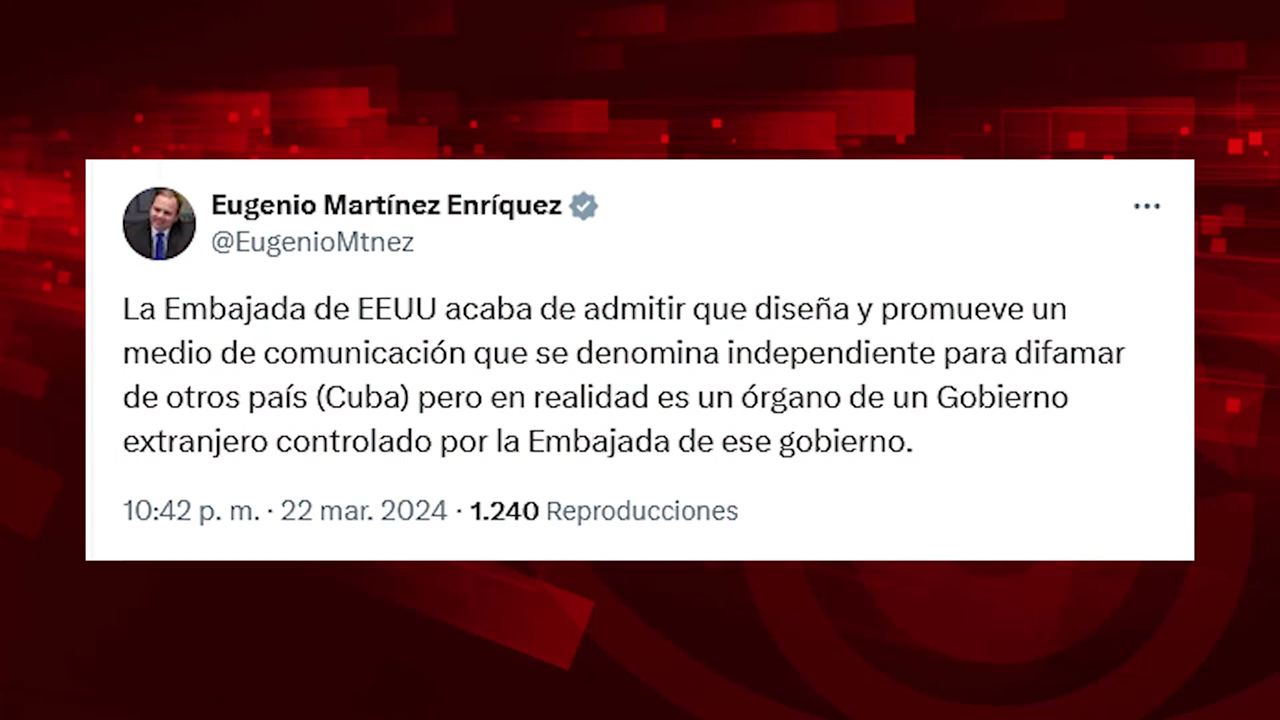 Eugenio Martínez Enríquez
@EugenioMtnez
La Embajada de EEUU acaba de admitir que diseña y promueve un
medio de comunicación que se denomina independiente para difamar
de otros país (Cuba) pero en realidad es un órgano de un Gobierno
extranjero controlado por la Embajada de ese gobierno.
10:42 p. m. · 22 mar. 2024 · 1.240 Reproducciones